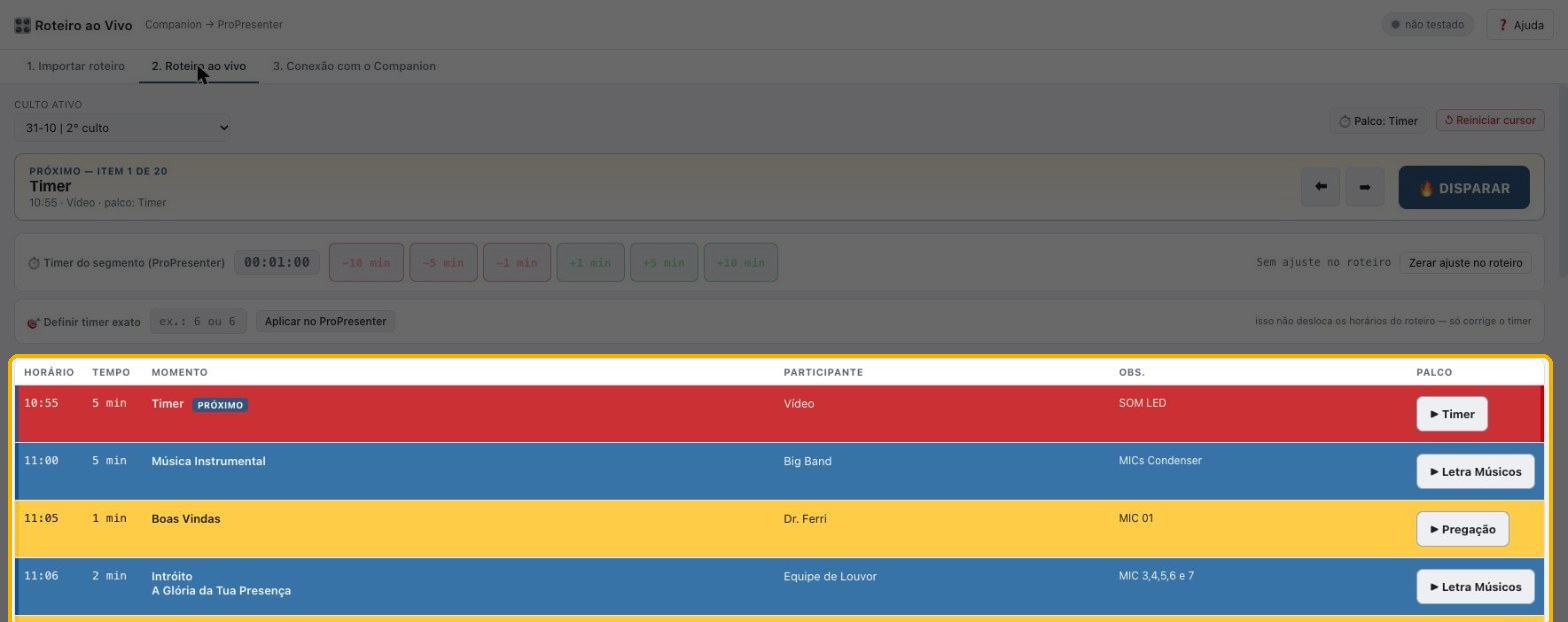 Roteiro ao Vivo Companion → ProPresenter não testado ❓ Ajuda
1. Importar roteiro 2. Roteiro ao vivo 3. Conexão com o Companion
CULTO ATIVO
31-10 | 2° culto ⏱ Palco: Timer ↺ Reiniciar cursor
PRÓXIMO — ITEM 1 DE 20
Timer
10:55 · Vídeo · palco: Timer
⬅ ➡ 🔥 DISPARAR
⏱ Timer do segmento (ProPresenter) 00:01:00 −10 min −5 min −1 min +1 min +5 min +10 min Sem ajuste no roteiro Zerar ajuste no roteiro
🎯 Definir timer exato ex.: 6 ou 6 Aplicar no ProPresenter isso não desloca os horários do roteiro — só corrige o timer
HORÁRIO TEMPO MOMENTO PARTICIPANTE OBS. PALCO
10:55 5 min Timer PRÓXIMO Vídeo SOM LED ▶ Timer
11:00 5 min Música Instrumental Big Band MICs Condenser ▶ Letra Músicos
11:05 1 min Boas Vindas Dr. Ferri MIC 01 ▶ Pregação
11:06 2 min Intróito Equipe de Louvor MIC 3,4,5,6 e 7 ▶ Letra Músicos
A Glória da Tua Presença